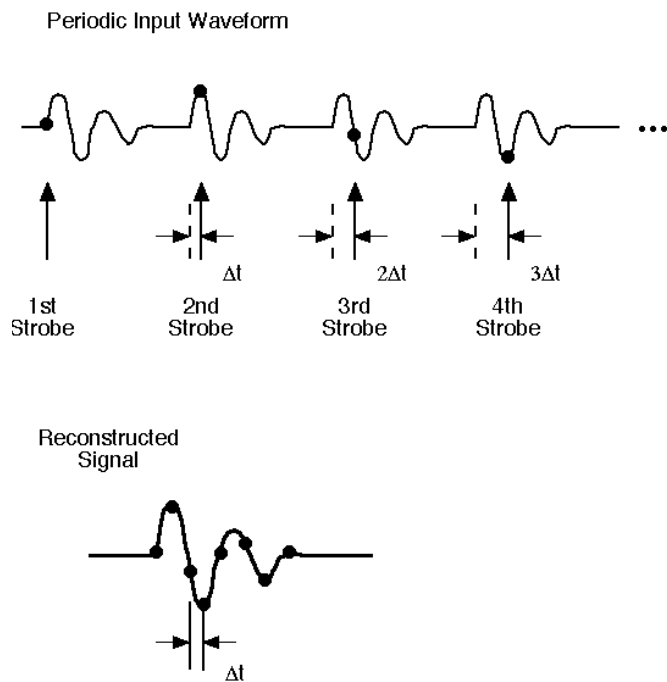 Periodic Input Waveform
Δt
2Δt
3Δt
1st
Strobe
2nd
Strobe
3rd
Strobe
4th
Strobe
Reconstructed
Signal
Δt